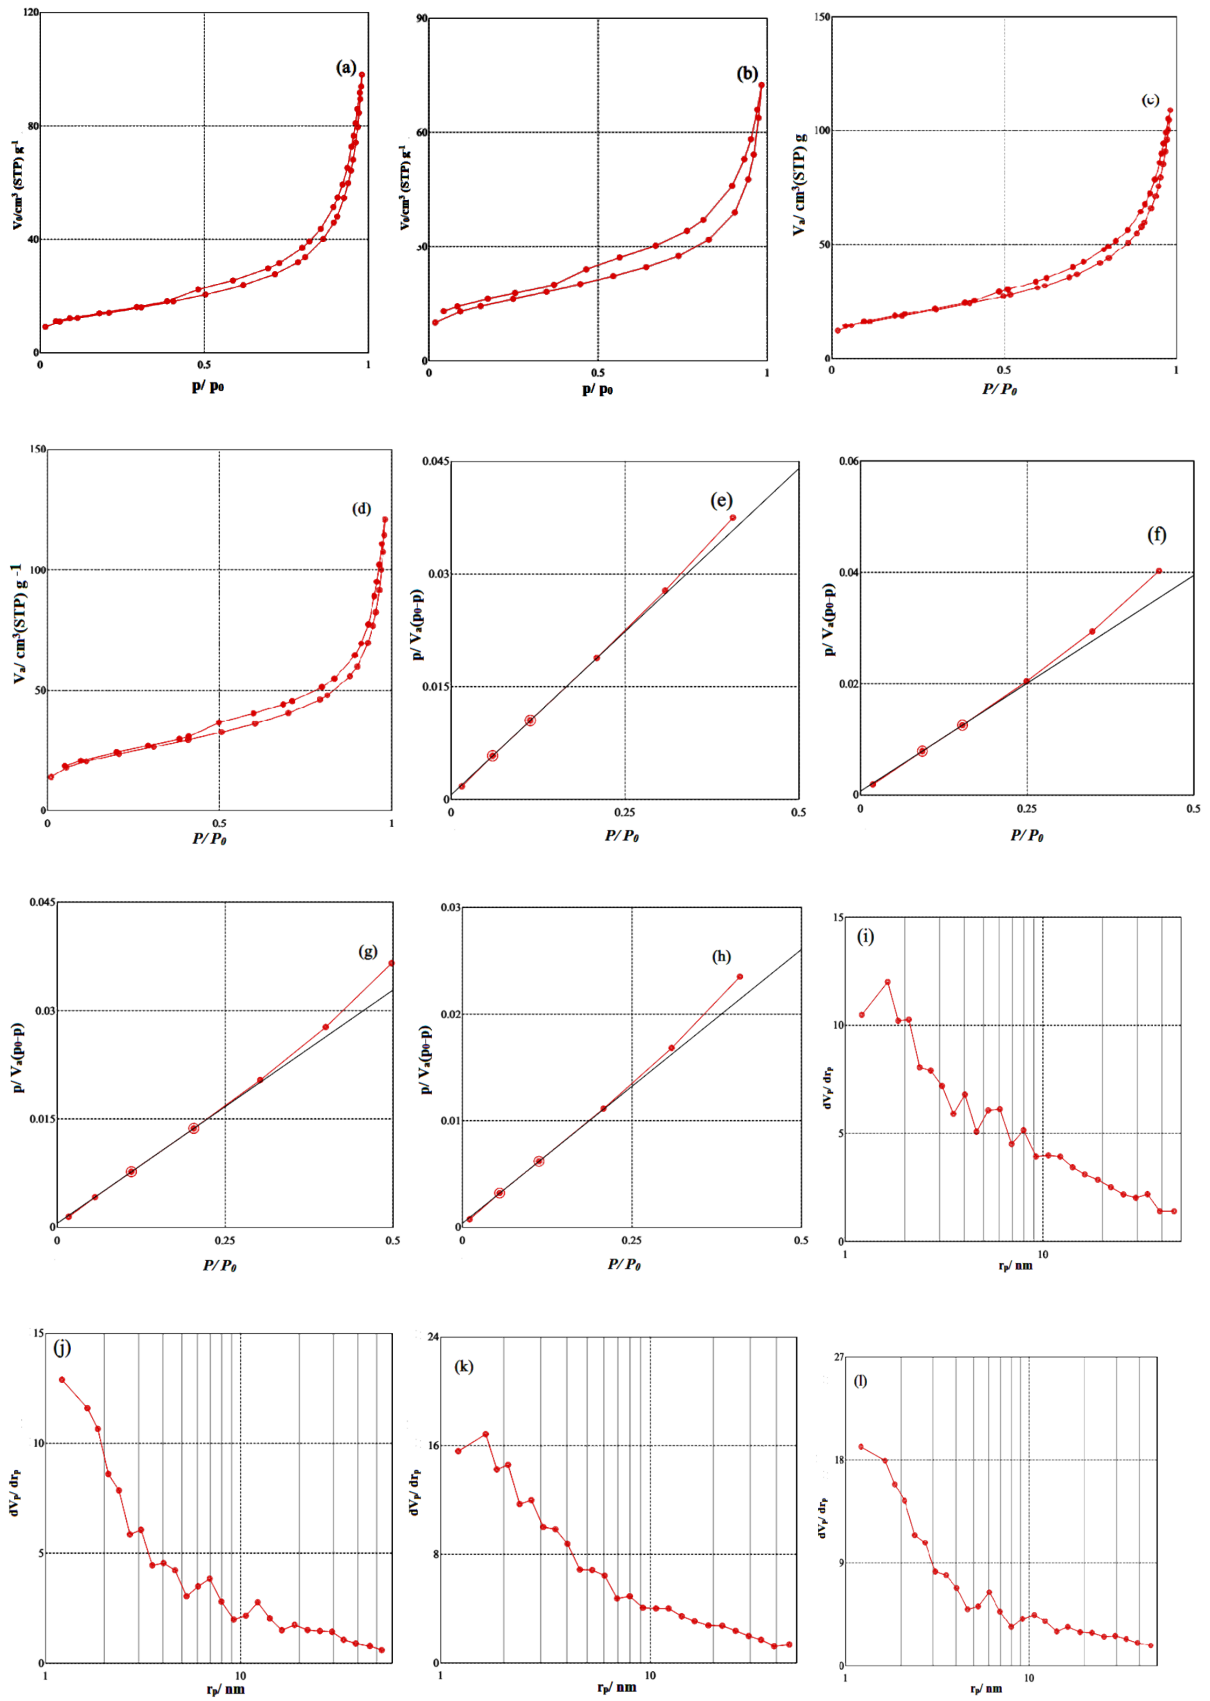 120
80
40
0
0
0.5
1
(a)
V₀/cm³ (STP) g⁻¹
p/ p₀
90
60
30
0
0
0.5
1
(b)
V₀/cm³ (STP) g⁻¹
p/ p₀
150
100
50
0
0
0.5
1
(c)
Vₐ/ cm³(STP) g
P/ P₀
150
100
50
0
0
0.5
1
(d)
Vₐ/ cm³(STP) g ⁻¹
P/ P₀
0.045
0.03
0.015
0
0
0.25
0.5
(e)
p/ Vₐ(p₀-p)
P/ P₀
0.06
0.04
0.02
0
0
0.25
0.5
(f)
p/ Vₐ(p₀-p)
P/ P₀
0.045
0.03
0.015
0
0
0.25
0.5
(g)
p/ Vₐ(p₀-p)
P/ P₀
0.03
0.02
0.01
0
0
0.25
0.5
(h)
p/ Vₐ(p₀-p)
P/ P₀
15
10
5
0
1
10
(i)
dVₚ/ drₚ
rₚ/ nm
15
10
5
0
1
10
(j)
dVₚ/ drₚ
rₚ/ nm
24
16
8
0
1
10
(k)
dVₚ/ drₚ
rₚ/ nm
27
18
9
0
1
10
(l)
dVₚ/ drₚ
rₚ/ nm